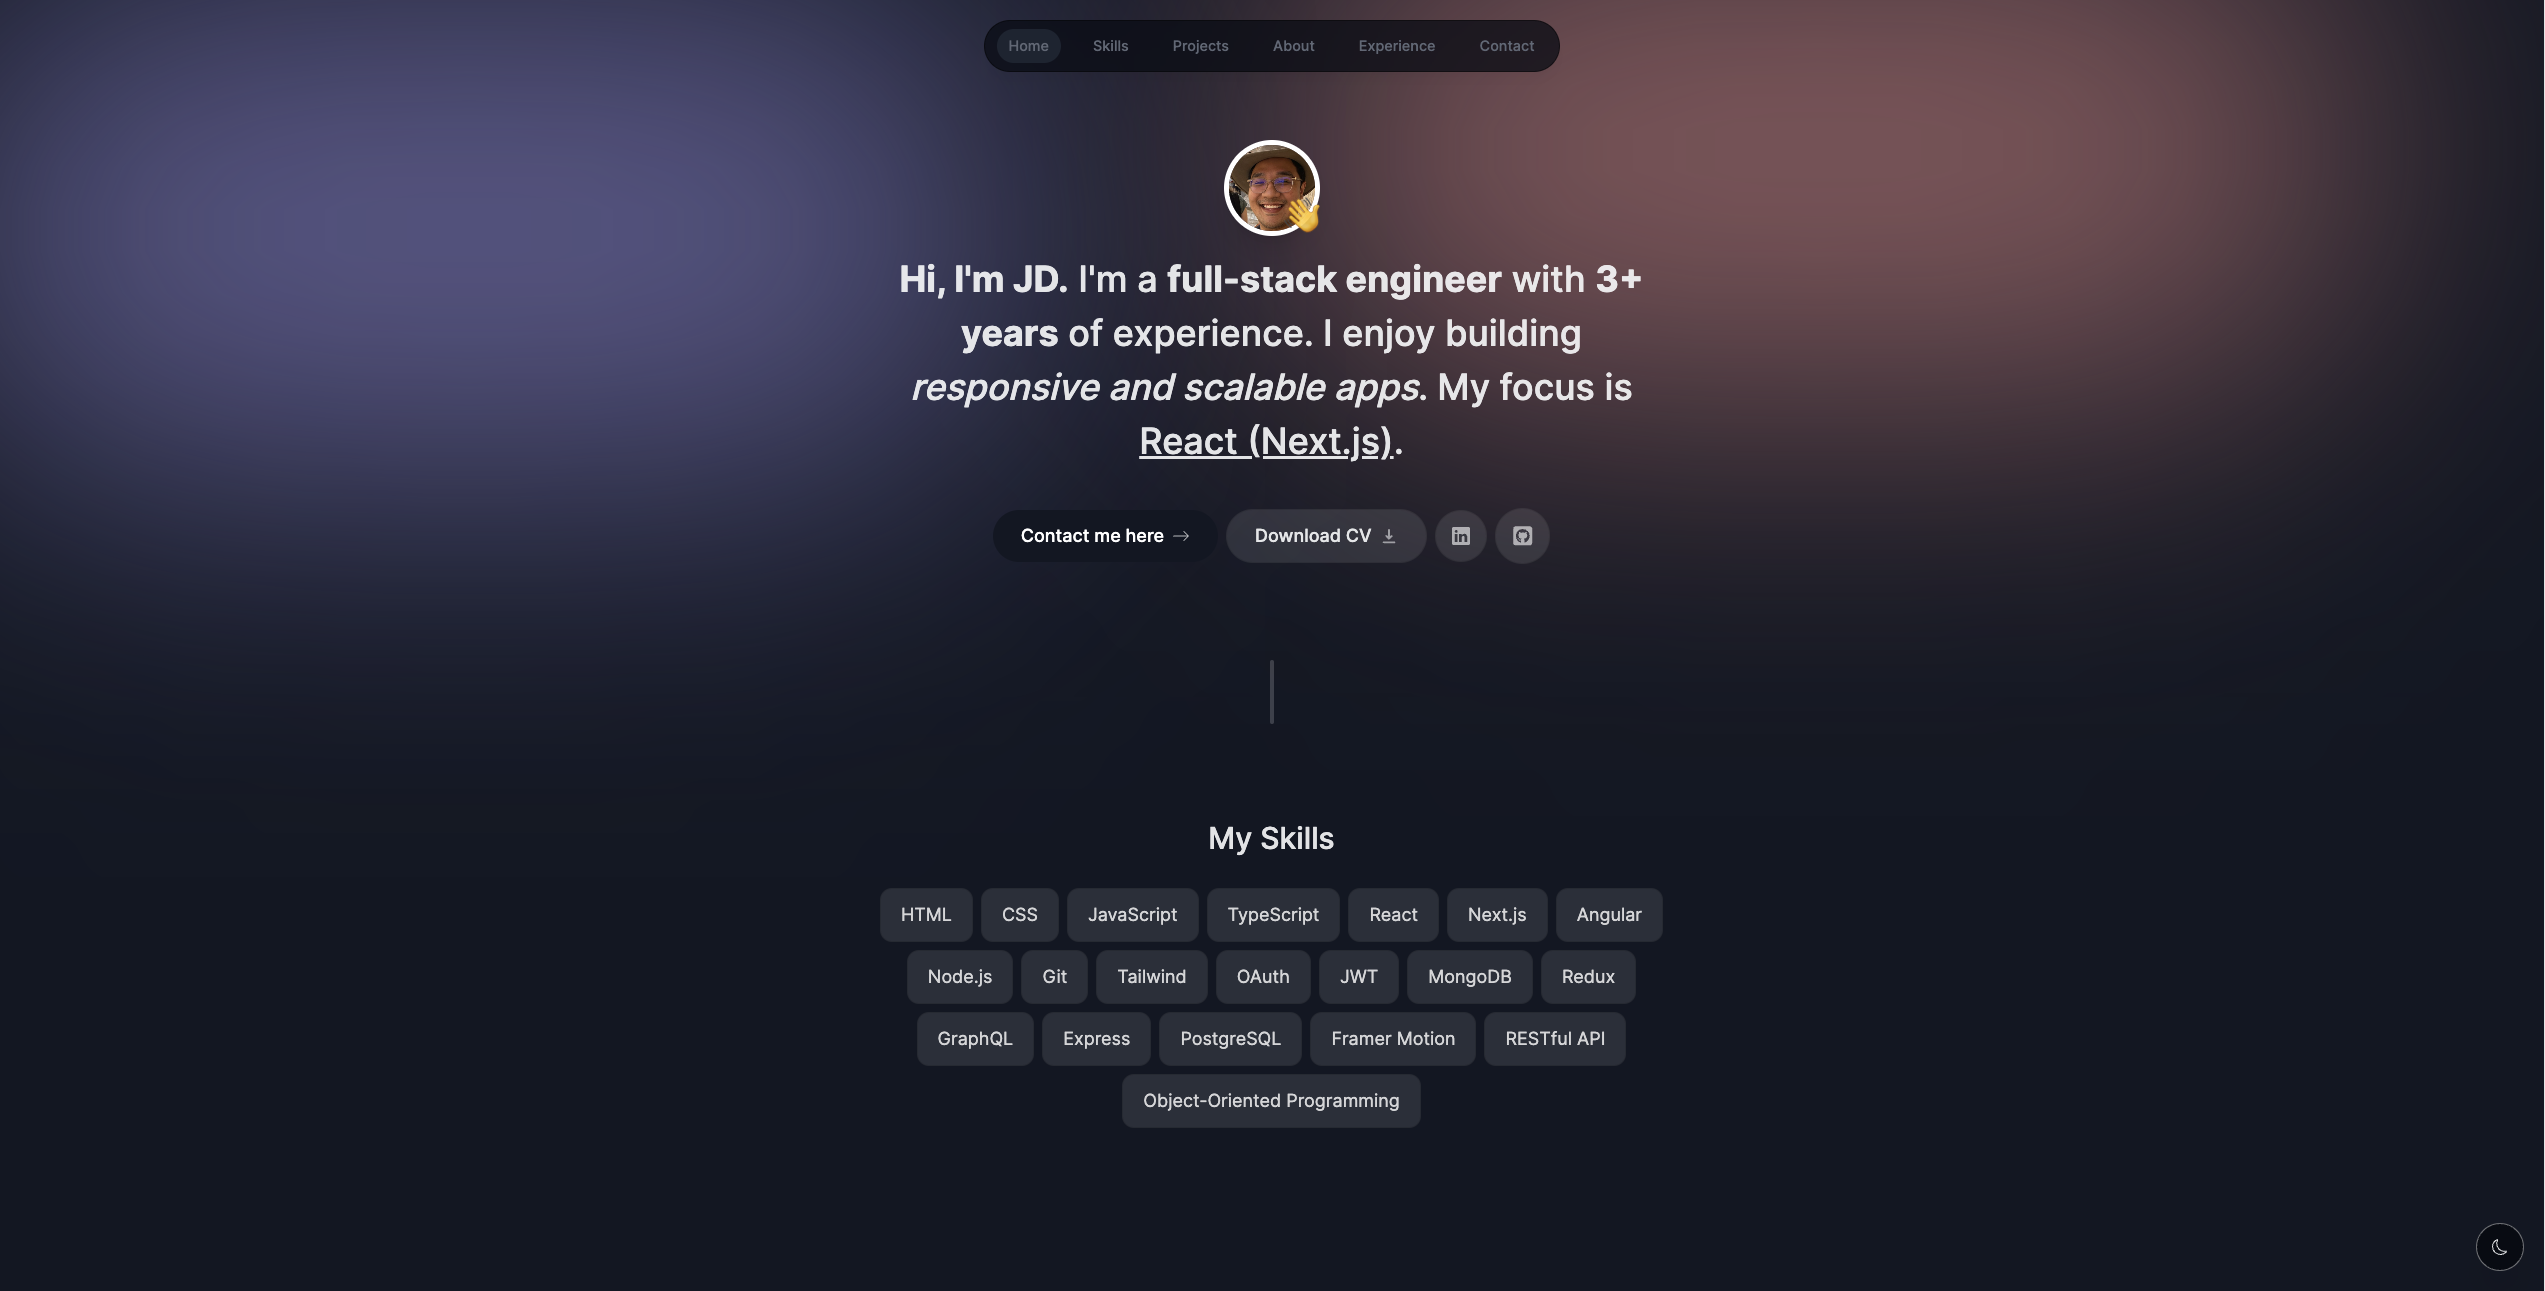 Home Skills Projects About Experience Contact
Hi, I'm JD. I'm a full-stack engineer with 3+
years of experience. I enjoy building
responsive and scalable apps. My focus is
React (Next.js).
Contact me here Download CV in
My Skills
HTML CSS JavaScript TypeScript React Next.js Angular
Node.js Git Tailwind OAuth JWT MongoDB Redux
GraphQL Express PostgreSQL Framer Motion RESTful API
Object-Oriented Programming